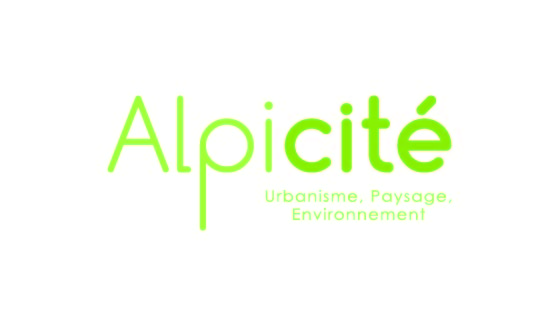 Alpicité
Urbanisme, Paysage,
Environnement